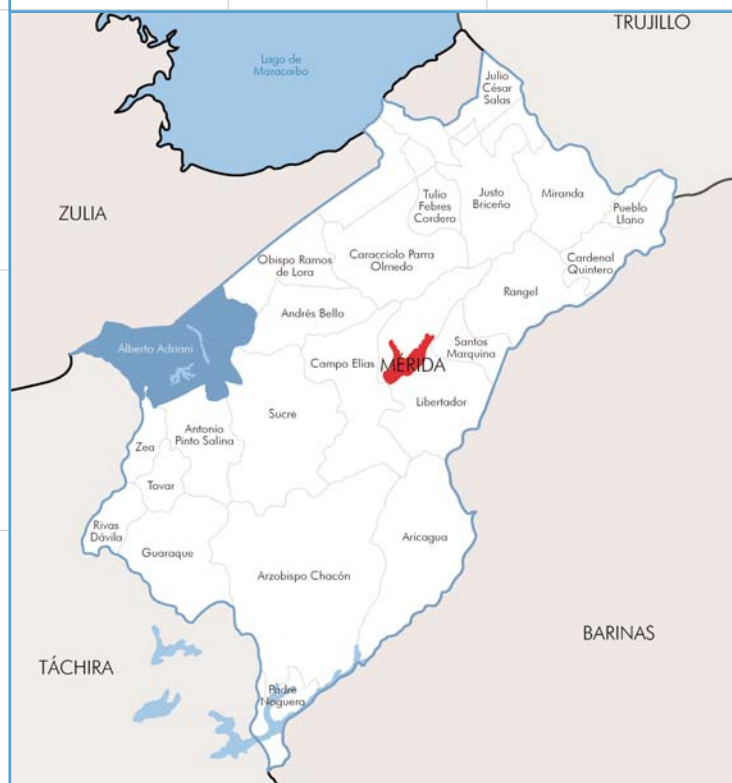 TRUJILLO
Lago de
Maracaibo
Julio
César
Salas
ZULIA
Tulio
Febres
Cordero
Justo
Briceño
Miranda
Pueblo
Llano
Obispo Ramos
de Lora
Caracciolo Parra
Olmedo
Cardenal
Quintero
Rangel
Andrés Bello
Alberto Adriani
Campo Elías
MÉRIDA
Santos
Marquina
Libertador
Sucre
Antonio
Pinto Salina
Zea
Tovar
Rivas
Dávila
Guaraque
Arzobispo Chacón
Aricagua
BARINAS
TÁCHIRA
Padre
Noguera